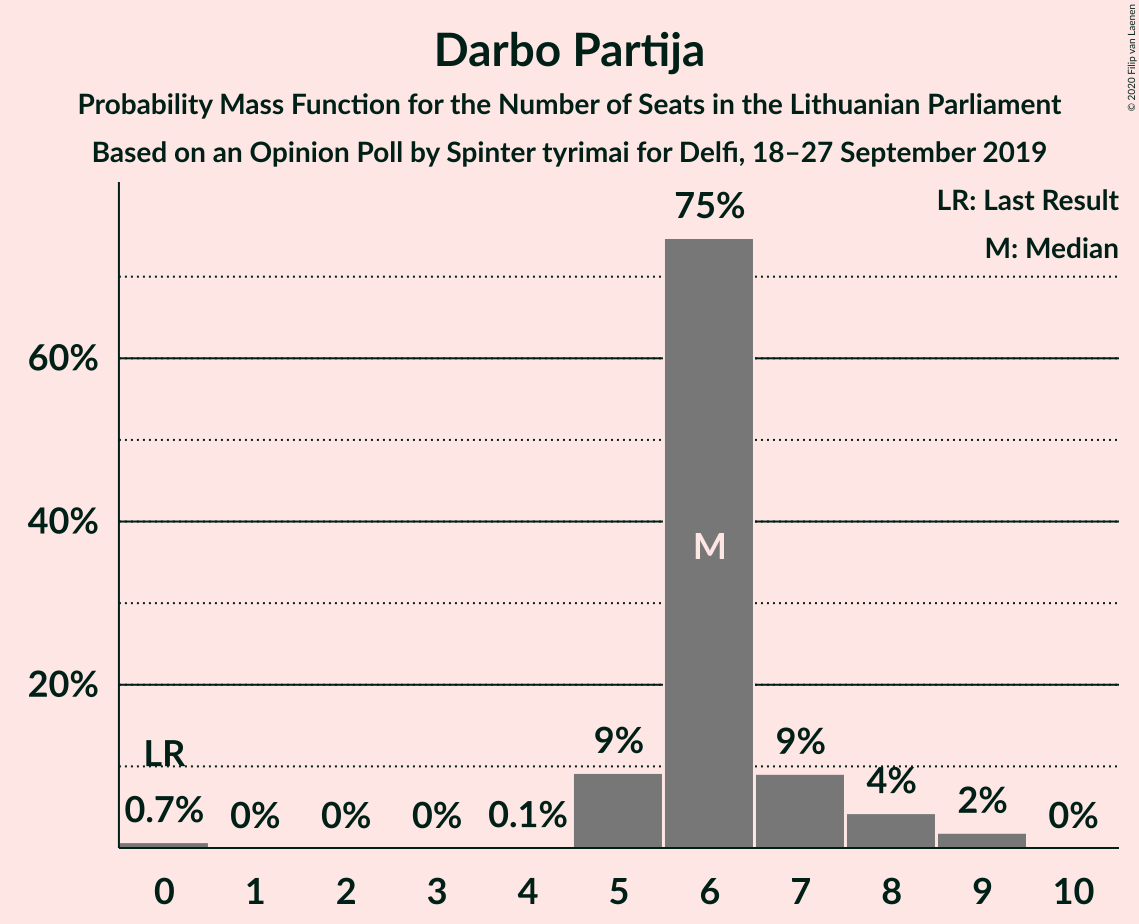 Darbo Partija
Probability Mass Function for the Number of Seats in the Lithuanian Parliament
Based on an Opinion Poll by Spinter tyrimai for Delfi, 18–27 September 2019
© 2020 Filip van Laenen
LR: Last Result
M: Median
75%
60%
40%
20%
M
LR
0.7%
0%
0%
0%
0.1%
9%
9%
4%
2%
0%
0 1 2 3 4 5 6 7 8 9 10